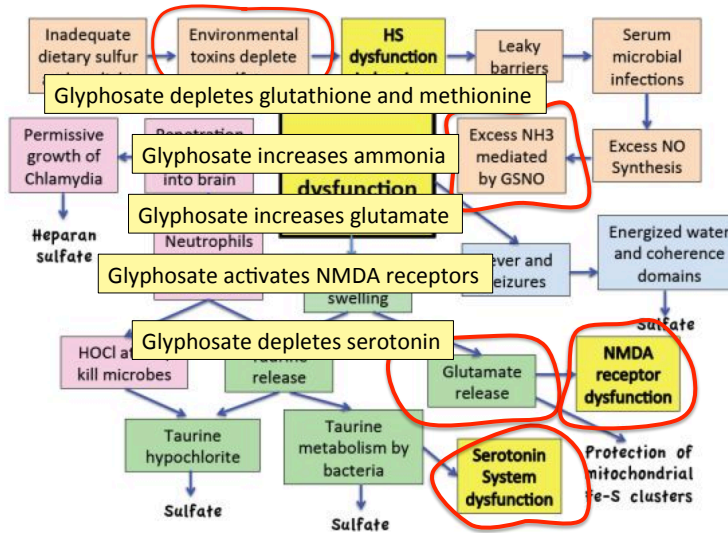 Inadequate
dietary sulfur
Environmental
toxins deplete
HS
dysfunction
Leaky
barriers
Serum
microbial
infections
Glyphosate depletes glutathione and methionine
Permissive
growth of
Chlamydia
into brain
Glyphosate increases ammonia
dysfunction
Excess NH3
mediated
by GSNO
Excess NO
Synthesis
Heparan
sulfate
Glyphosate increases glutamate
Neutrophils
Energized water
and coherence
domains
Glyphosate activates NMDA receptors
and
swelling
Sulfate
Glyphosate depletes serotonin
HOCl
kill microbes
release
Glutamate
release
NMDA
receptor
dysfunction
Taurine
hypochlorite
Taurine
metabolism by
bacteria
Serotonin
System
dysfunction
Protection of
mitochondrial
clusters
Sulfate
Sulfate